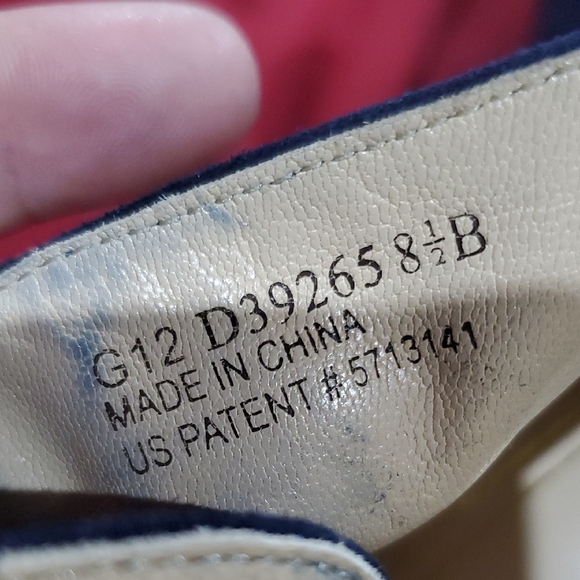 G12 D39265 8½B
MADE IN CHINA
US PATENT # 5713141